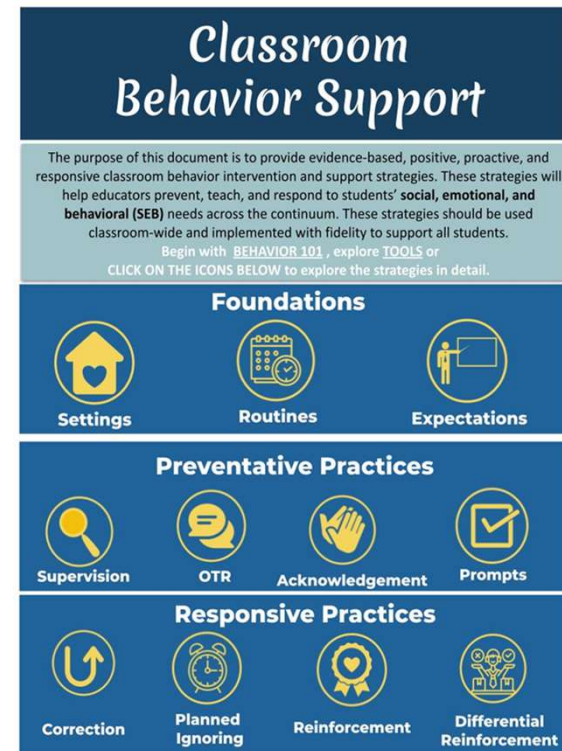 Classroom
Behavior Support
The purpose of this document is to provide evidence-based, positive, proactive, and
responsive classroom behavior intervention and support strategies. These strategies will
help educators prevent, teach, and respond to students' social, emotional, and
behavioral (SEB) needs across the continuum. These strategies should be used
classroom-wide and implemented with fidelity to support all students.
Begin with BEHAVIOR 101 , explore TOOLS or
CLICK ON THE ICONS BELOW to explore the strategies in detail.
Foundations
Settings
Routines
Expectations
Preventative Practices
Supervision
OTR
Acknowledgement
Prompts
Responsive Practices
Correction
Planned
Ignoring
Reinforcement
Differential
Reinforcement